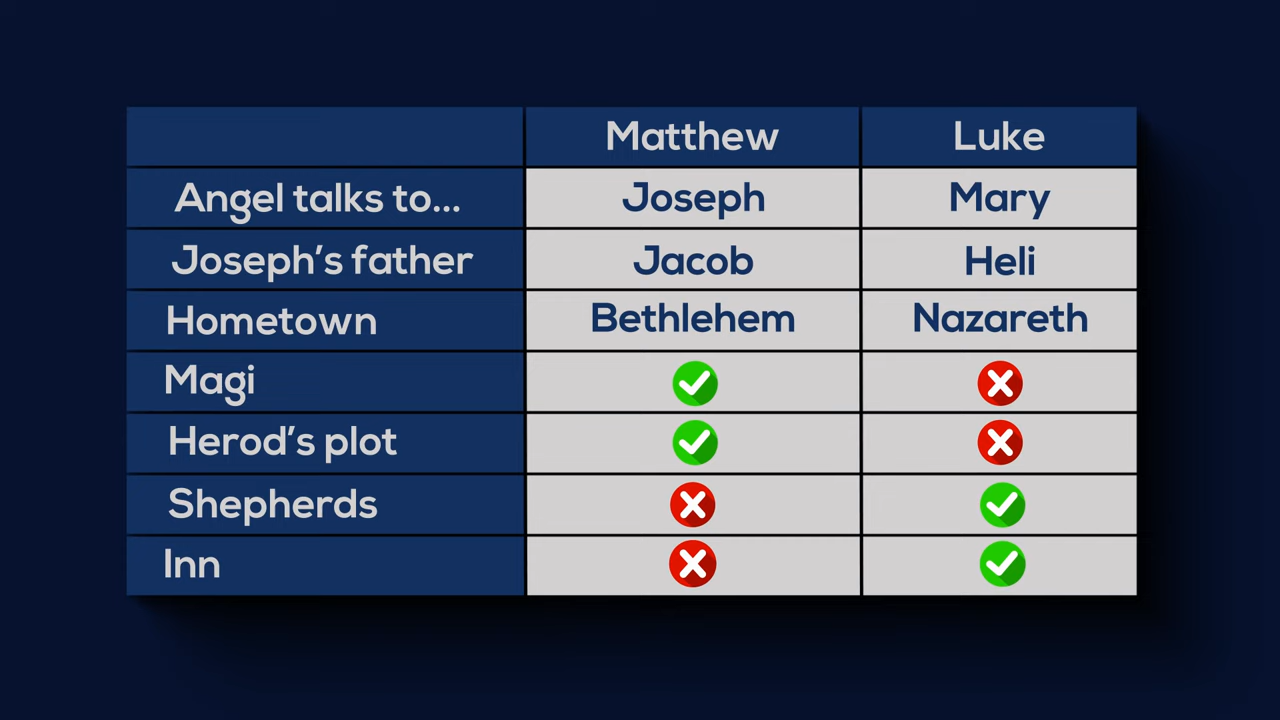 Matthew Luke
Angel talks to... Joseph Mary
Joseph's father Jacob Heli
Hometown Bethlehem Nazareth
Magi
Herod's plot
Shepherds
Inn